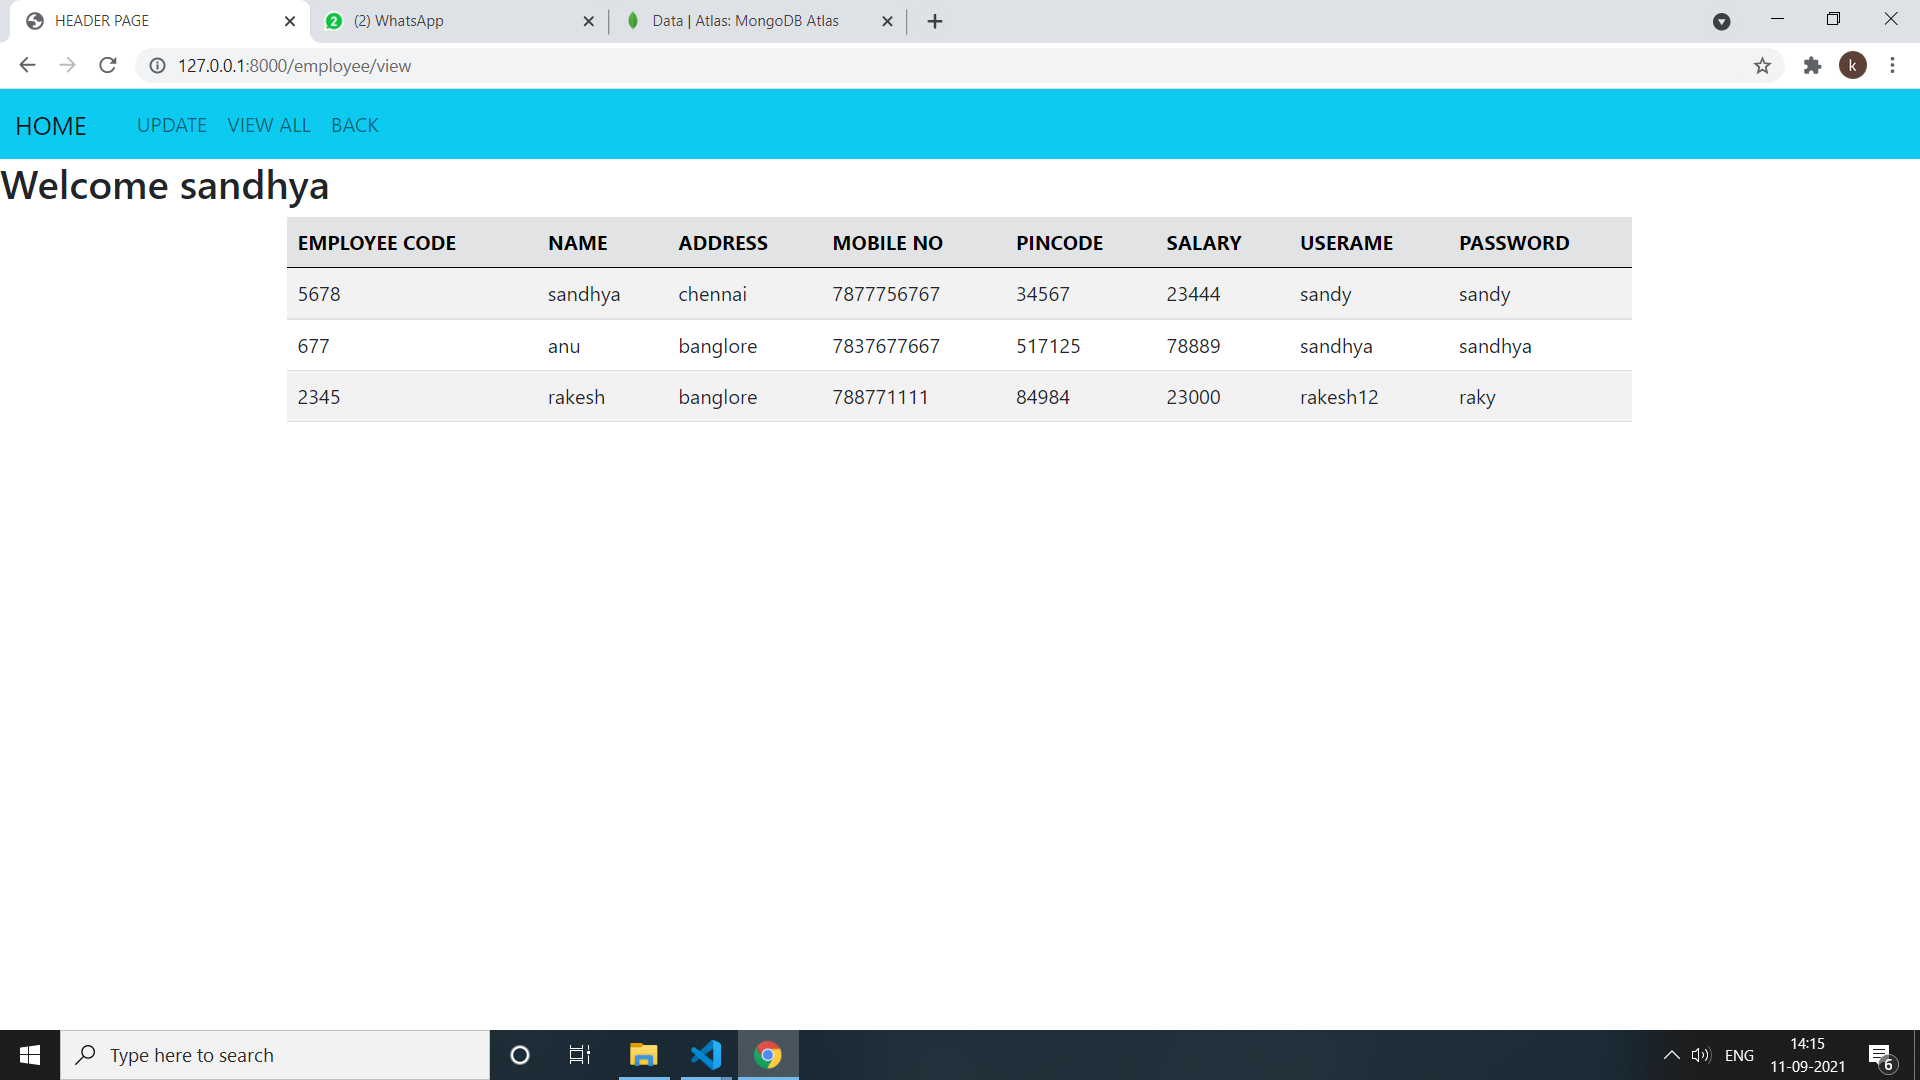 HEADER PAGE (2) WhatsApp Data | Atlas: MongoDB Atlas
127.0.0.1:8000/employee/view k
HOME UPDATE VIEW ALL BACK
Welcome sandhya
EMPLOYEE CODE NAME ADDRESS MOBILE NO PINCODE SALARY USERAME PASSWORD
5678 sandhya chennai 7877756767 34567 23444 sandy sandy
677 anu banglore 7837677667 517125 78889 sandhya sandhya
2345 rakesh banglore 788771111 84984 23000 rakesh12 raky
Type here to search
ENG
14:15
11-09-2021
6